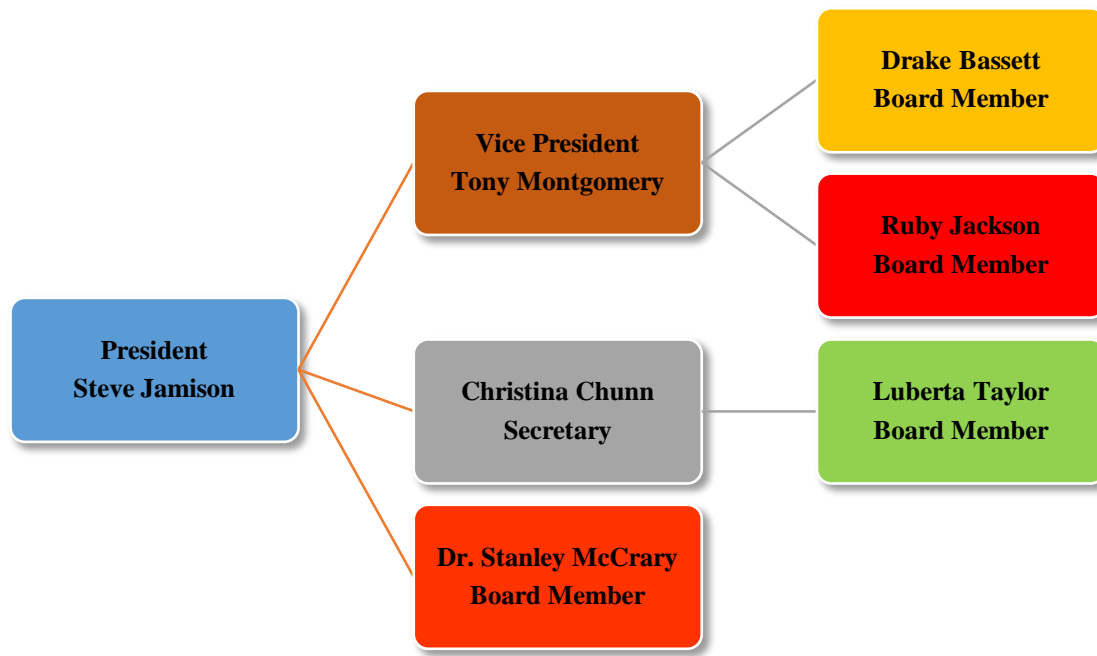 President
Steve Jamison
Vice President
Tony Montgomery
Drake Bassett
Board Member
Ruby Jackson
Board Member
Christina Chunn
Secretary
Luberta Taylor
Board Member
Dr. Stanley McCrary
Board Member